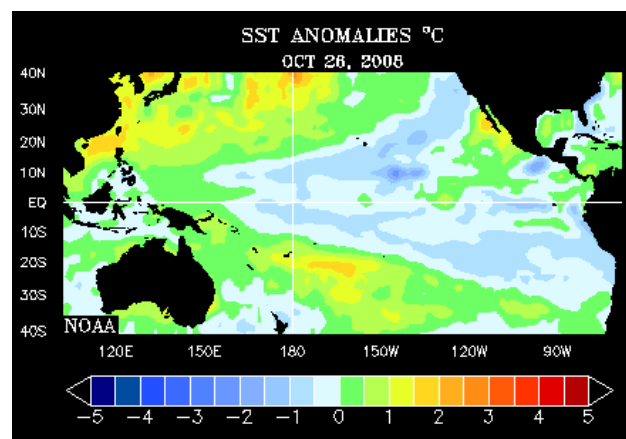 SST ANOMALIES °C
OCT 26, 2008
40N
30N
20N
10N
EQ
10S
20S
30S
40S
NOAA
120E 150E 180 150W 120W 90W
-5 -4 -3 -2 -1 0 1 2 3 4 5